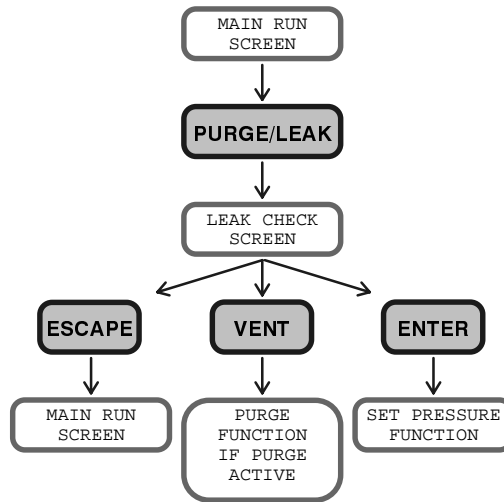 MAIN RUN
SCREEN
PURGE/LEAK
LEAK CHECK
SCREEN
ESCAPE
VENT
ENTER
MAIN RUN
SCREEN
PURGE
FUNCTION
IF PURGE
ACTIVE
SET PRESSURE
FUNCTION